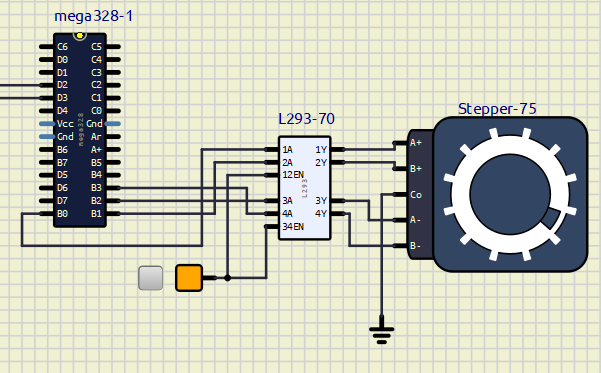 mega328-1
C6 C5
D0 C4
D1 C3
D2 C2
D3 C1
D4 C0
Vcc Gnd
Gnd Ar
B6 A+
B7 B5
D5 B4
D6 B3
D7 B2
B0 B1
mega328
L293-70
1A 1Y
2A 2Y
12EN
3A 3Y
4A 4Y
34EN
L293
Stepper-75
A+
B+
Co
A-
B-